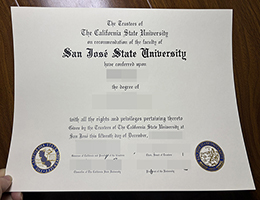 The Trustees of
The California State University
on recommendation of the faculty of
San José State University
have conferred upon
the degree of
with all the rights and privileges pertaining thereto
Given by the Trustees of The California State University at
San José this day of December,